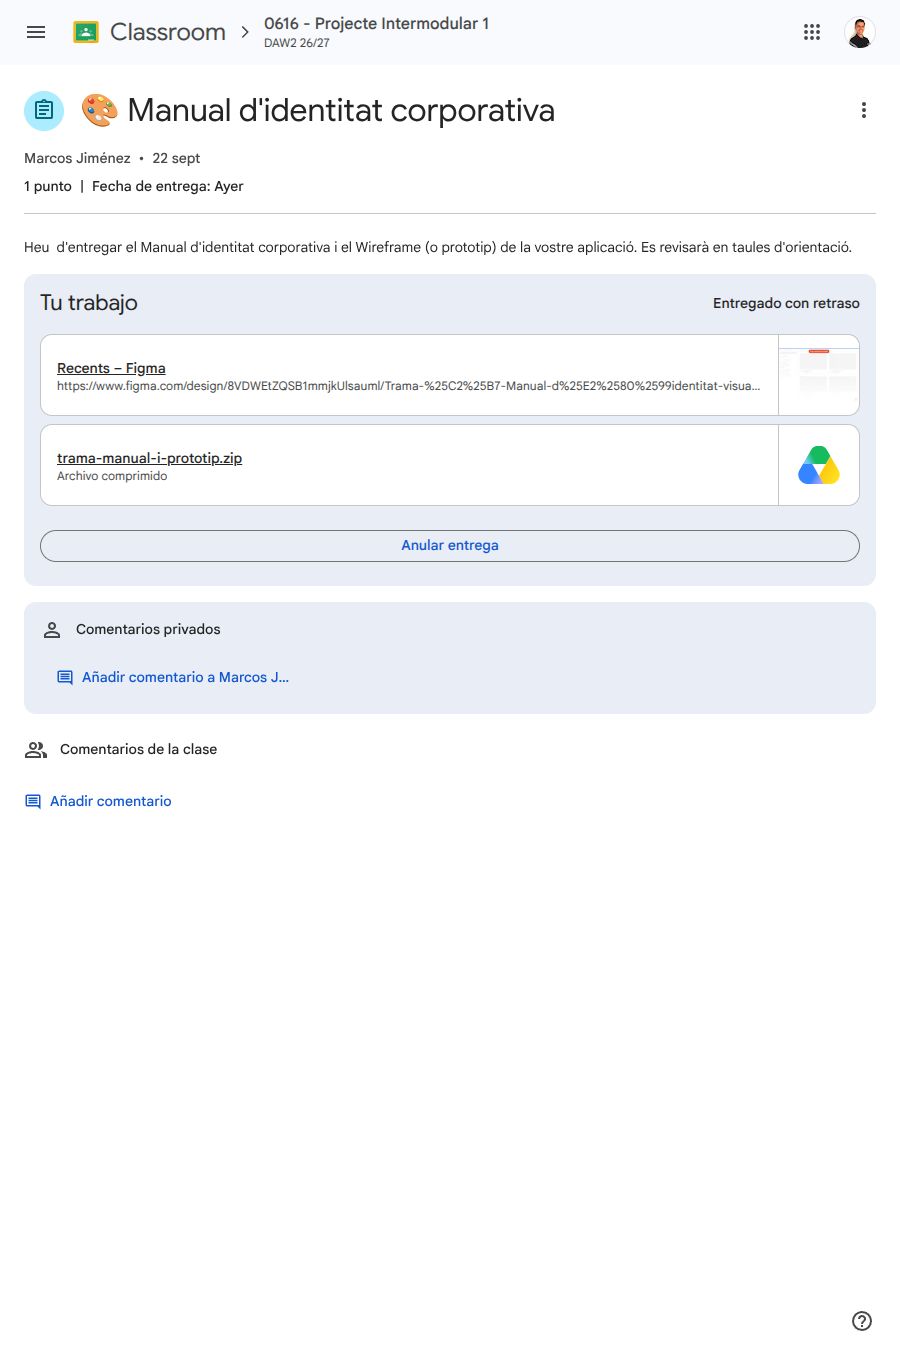 Classroom
0616 - Projecte Intermodular 1
DAW2 26/27
Manual d'identitat corporativa
Marcos Jiménez • 22 sept
1 punto | Fecha de entrega: Ayer
Heu d'entregar el Manual d'identitat corporativa i el Wireframe (o prototip) de la vostre aplicació. Es revisarà en taules d'orientació.
Tu trabajo
Entregado con retraso
Recents – Figma
https://www.figma.com/design/8VDWEtZQSB1mmjkUlsauml/Trama-%25C2%25B7-Manual-d%25E2%2580%2599identitat-visua...
trama-manual-i-prototip.zip
Archivo comprimido
Anular entrega
Comentarios privados
Añadir comentario a Marcos J...
Comentarios de la clase
Añadir comentario